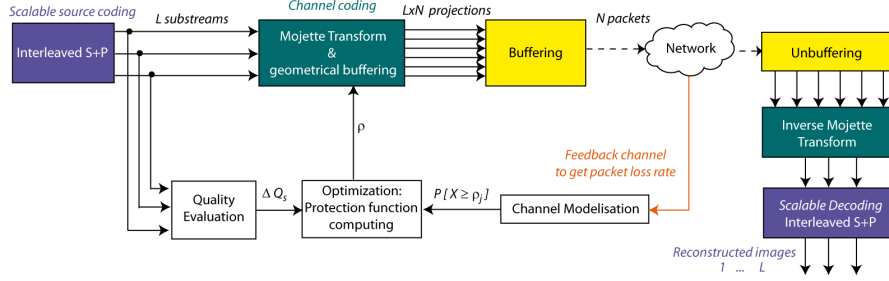 Scalable source coding
Interleaved S+P
L substreams
Channel coding
Mojette Transform
&
geometrical buffering
LxN projections
Buffering
N packets
Network
Unbuffering
Inverse Mojette
Transform
Scalable Decoding
Interleaved S+P
Reconstructed images
1 ... L
Feedback channel
to get packet loss rate
ρ
Quality
Evaluation
Δ Qs
Optimization:
Protection function
computing
P [ X ≥ ρj ]
Channel Modelisation